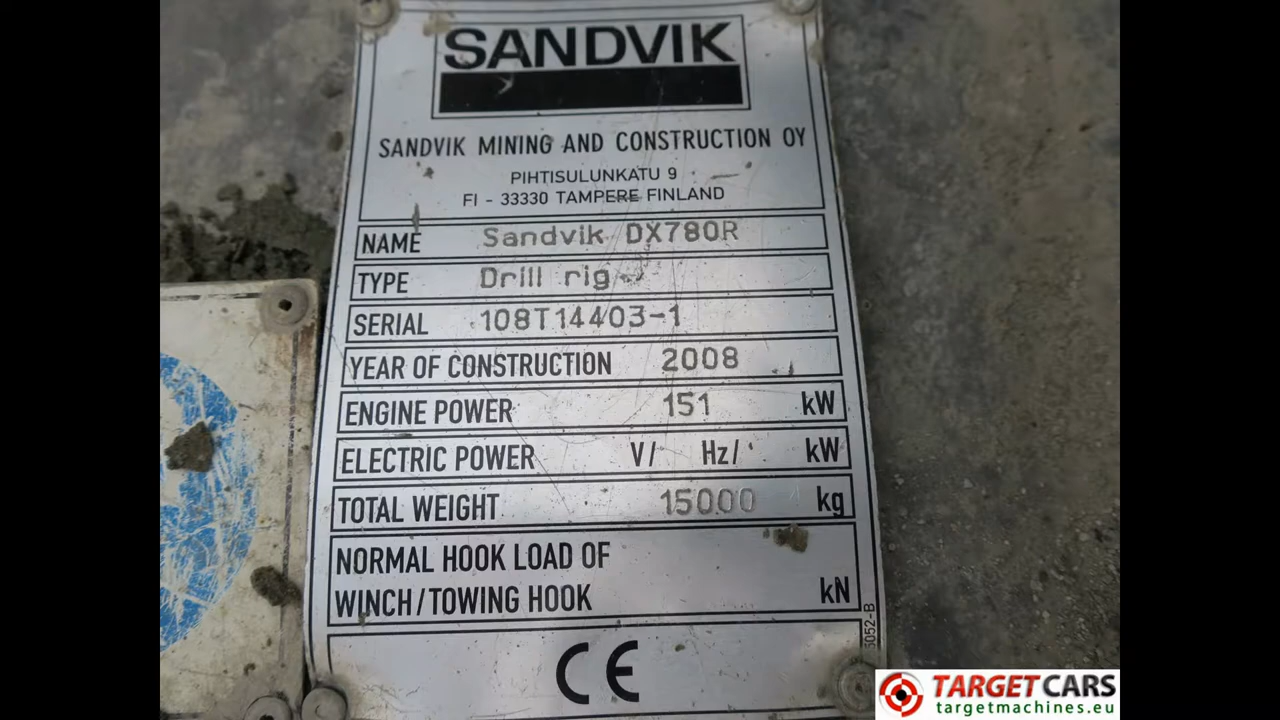 SANDVIK
SANDVIK MINING AND CONSTRUCTION OY
PIHTISULUNKATU 9
FI - 33330 TAMPERE FINLAND
NAME Sandvik DX780R
TYPE Drill rig
SERIAL 108T14403-1
YEAR OF CONSTRUCTION 2008
ENGINE POWER 151 kW
ELECTRIC POWER V/ Hz/ kW
TOTAL WEIGHT 15000 kg
NORMAL HOOK LOAD OF
WINCH/TOWING HOOK kN
CE
TARGETCARS
targetmachines.eu